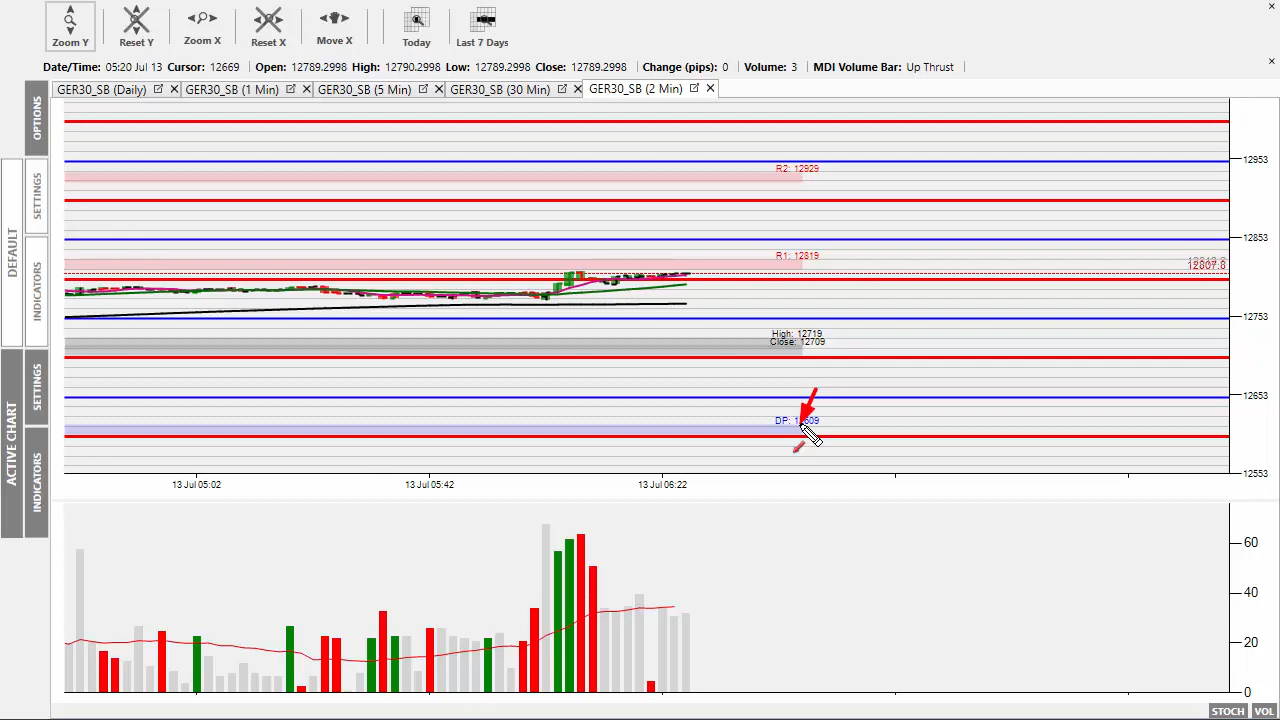 Zoom Y
Reset Y
Zoom X
Reset X
Move X
Today
Last 7 Days
Date/Time: 05:20 Jul 13 Cursor: 12669 Open: 12789.2998 High: 12790.2998 Low: 12789.2998 Close: 12789.2998 Change (pips): 0 Volume: 3 MDI Volume Bar: Up Thrust
GER30_SB (Daily)
GER30_SB (1 Min)
GER30_SB (5 Min)
GER30_SB (30 Min)
GER30_SB (2 Min)
OPTIONS
DEFAULT
SETTINGS
INDICATORS
ACTIVE CHART
SETTINGS
INDICATORS
R2: 12929
R1: 12819
High: 12719
Close: 12709
DP:
12953
12853
12807.8
12753
12653
12553
13 Jul 05:02
13 Jul 05:42
13 Jul 06:22
60
40
20
0
STOCH
VOL